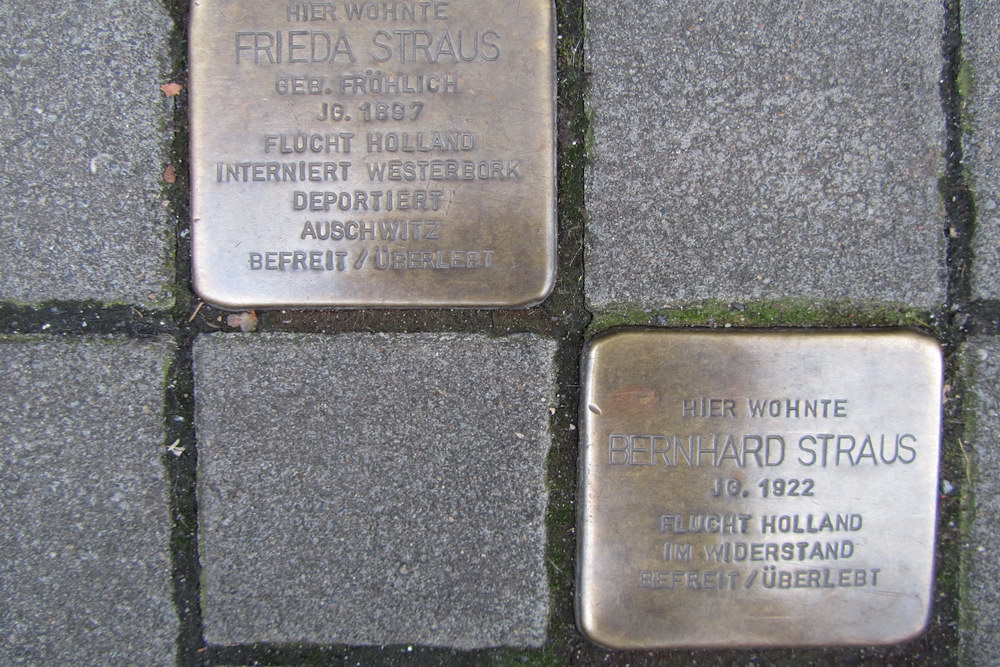 HIER WOHNTE
FRIEDA STRAUS
GEB. FRÖHLICH
JG. 1897
FLUCHT HOLLAND
INTERNIERT WESTERBORK
DEPORTIERT
AUSCHWITZ
BEFREIT / ÜBERLEBT
HIER WOHNTE
BERNHARD STRAUS
JG. 1922
FLUCHT HOLLAND
IM WIDERSTAND
BEFREIT / ÜBERLEBT